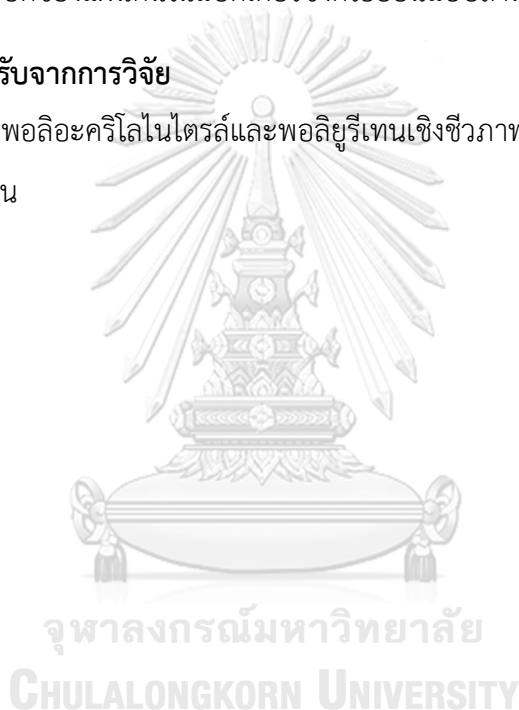 รับจากการวิจัย
พอลิอะคริโลไนไตรล์และพอลิยูรีเทนเชิงชีวภาพ
น
จุฬาลงกรณ์มหาวิทยาลัย
CHULALONGKORN UNIVERSITY